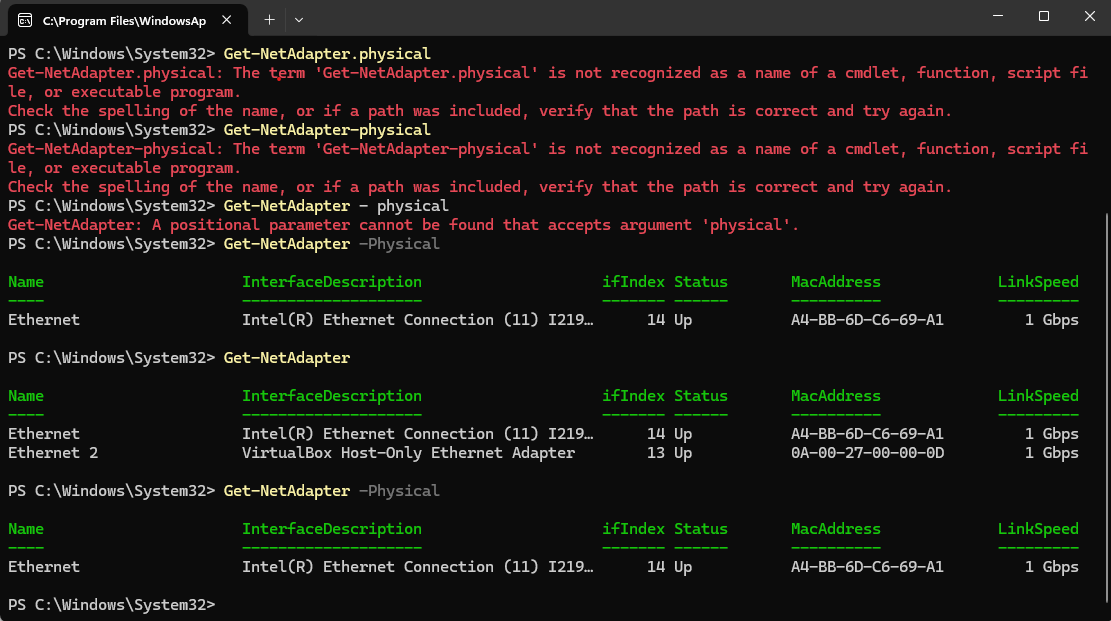 C:\Program Files\WindowsAp
PS C:\Windows\System32> Get-NetAdapter.physical
Get-NetAdapter.physical: The term 'Get-NetAdapter.physical' is not recognized as a name of a cmdlet, function, script fi
le, or executable program.
Check the spelling of the name, or if a path was included, verify that the path is correct and try again.
PS C:\Windows\System32> Get-NetAdapter-physical
Get-NetAdapter-physical: The term 'Get-NetAdapter-physical' is not recognized as a name of a cmdlet, function, script fi
le, or executable program.
Check the spelling of the name, or if a path was included, verify that the path is correct and try again.
PS C:\Windows\System32> Get-NetAdapter - physical
Get-NetAdapter: A positional parameter cannot be found that accepts argument 'physical'.
PS C:\Windows\System32> Get-NetAdapter -Physical
Name InterfaceDescription ifIndex Status MacAddress LinkSpeed
---- -------------------- ------- ------ ---------- ---------
Ethernet Intel(R) Ethernet Connection (11) I219… 14 Up A4-BB-6D-C6-69-A1 1 Gbps
PS C:\Windows\System32> Get-NetAdapter
Name InterfaceDescription ifIndex Status MacAddress LinkSpeed
---- -------------------- ------- ------ ---------- ---------
Ethernet Intel(R) Ethernet Connection (11) I219… 14 Up A4-BB-6D-C6-69-A1 1 Gbps
Ethernet 2 VirtualBox Host-Only Ethernet Adapter 13 Up 0A-00-27-00-00-0D 1 Gbps
PS C:\Windows\System32> Get-NetAdapter -Physical
Name InterfaceDescription ifIndex Status MacAddress LinkSpeed
---- -------------------- ------- ------ ---------- ---------
Ethernet Intel(R) Ethernet Connection (11) I219… 14 Up A4-BB-6D-C6-69-A1 1 Gbps
PS C:\Windows\System32>